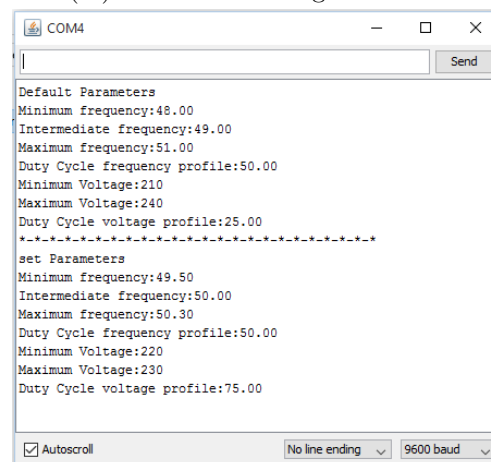 COM4
Send
Default Parameters
Minimum frequency:48.00
Intermediate frequency:49.00
Maximum frequency:51.00
Duty Cycle frequency profile:50.00
Minimum Voltage:210
Maximum Voltage:240
Duty Cycle voltage profile:25.00
*-*-*-*-*-*-*-*-*-*-*-*-*-*-*-*-*-*-*-*-*-*-*-*
set Parameters
Minimum frequency:49.50
Intermediate frequency:50.00
Maximum frequency:50.30
Duty Cycle frequency profile:50.00
Minimum Voltage:220
Maximum Voltage:230
Duty Cycle voltage profile:75.00
Autoscroll No line ending 9600 baud